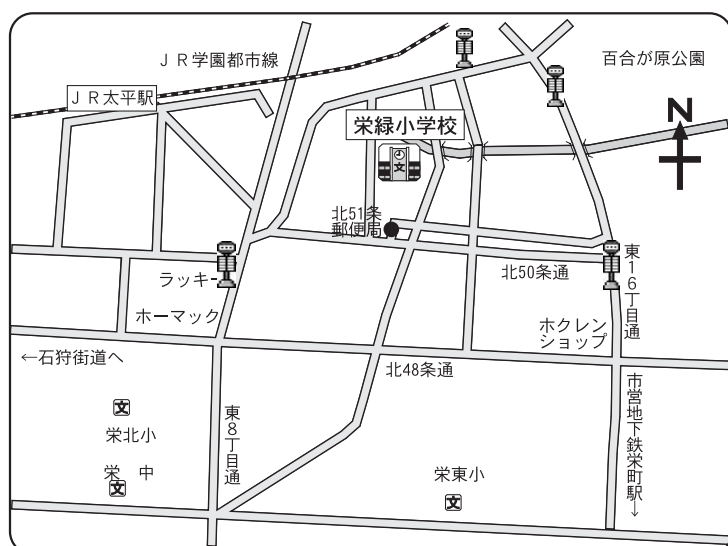 JR学園都市線
百合が原公園
JR太平駅
栄緑小学校
N
文
北51条
郵便局
東16丁目通
北50条通
ラッキー
ホーマック
ホクレン
ショップ
←石狩街道へ
北48条通
文
栄北小
東8丁目通
市営地下鉄栄町駅→
栄 中
文
栄東小
文